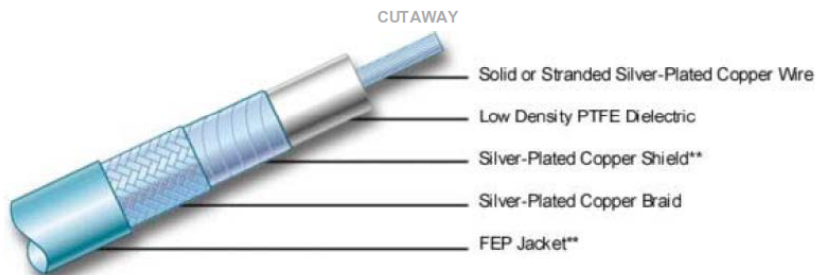 CUTAWAY
Solid or Stranded Silver-Plated Copper Wire
Low Density PTFE Dielectric
Silver-Plated Copper Shield**
Silver-Plated Copper Braid
FEP Jacket**